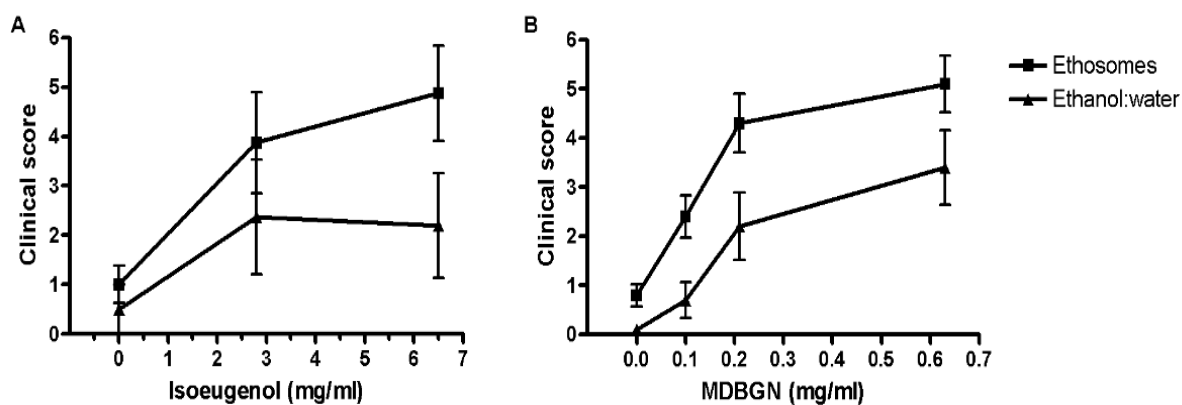 A
Clinical score
6
5
4
3
2
1
0
0 1 2 3 4 5 6 7
Isoeugenol (mg/ml)
B
Clinical score
6
5
4
3
2
1
0
0.0 0.1 0.2 0.3 0.4 0.5 0.6 0.7
MDBGN (mg/ml)
Ethosomes
Ethanol:water